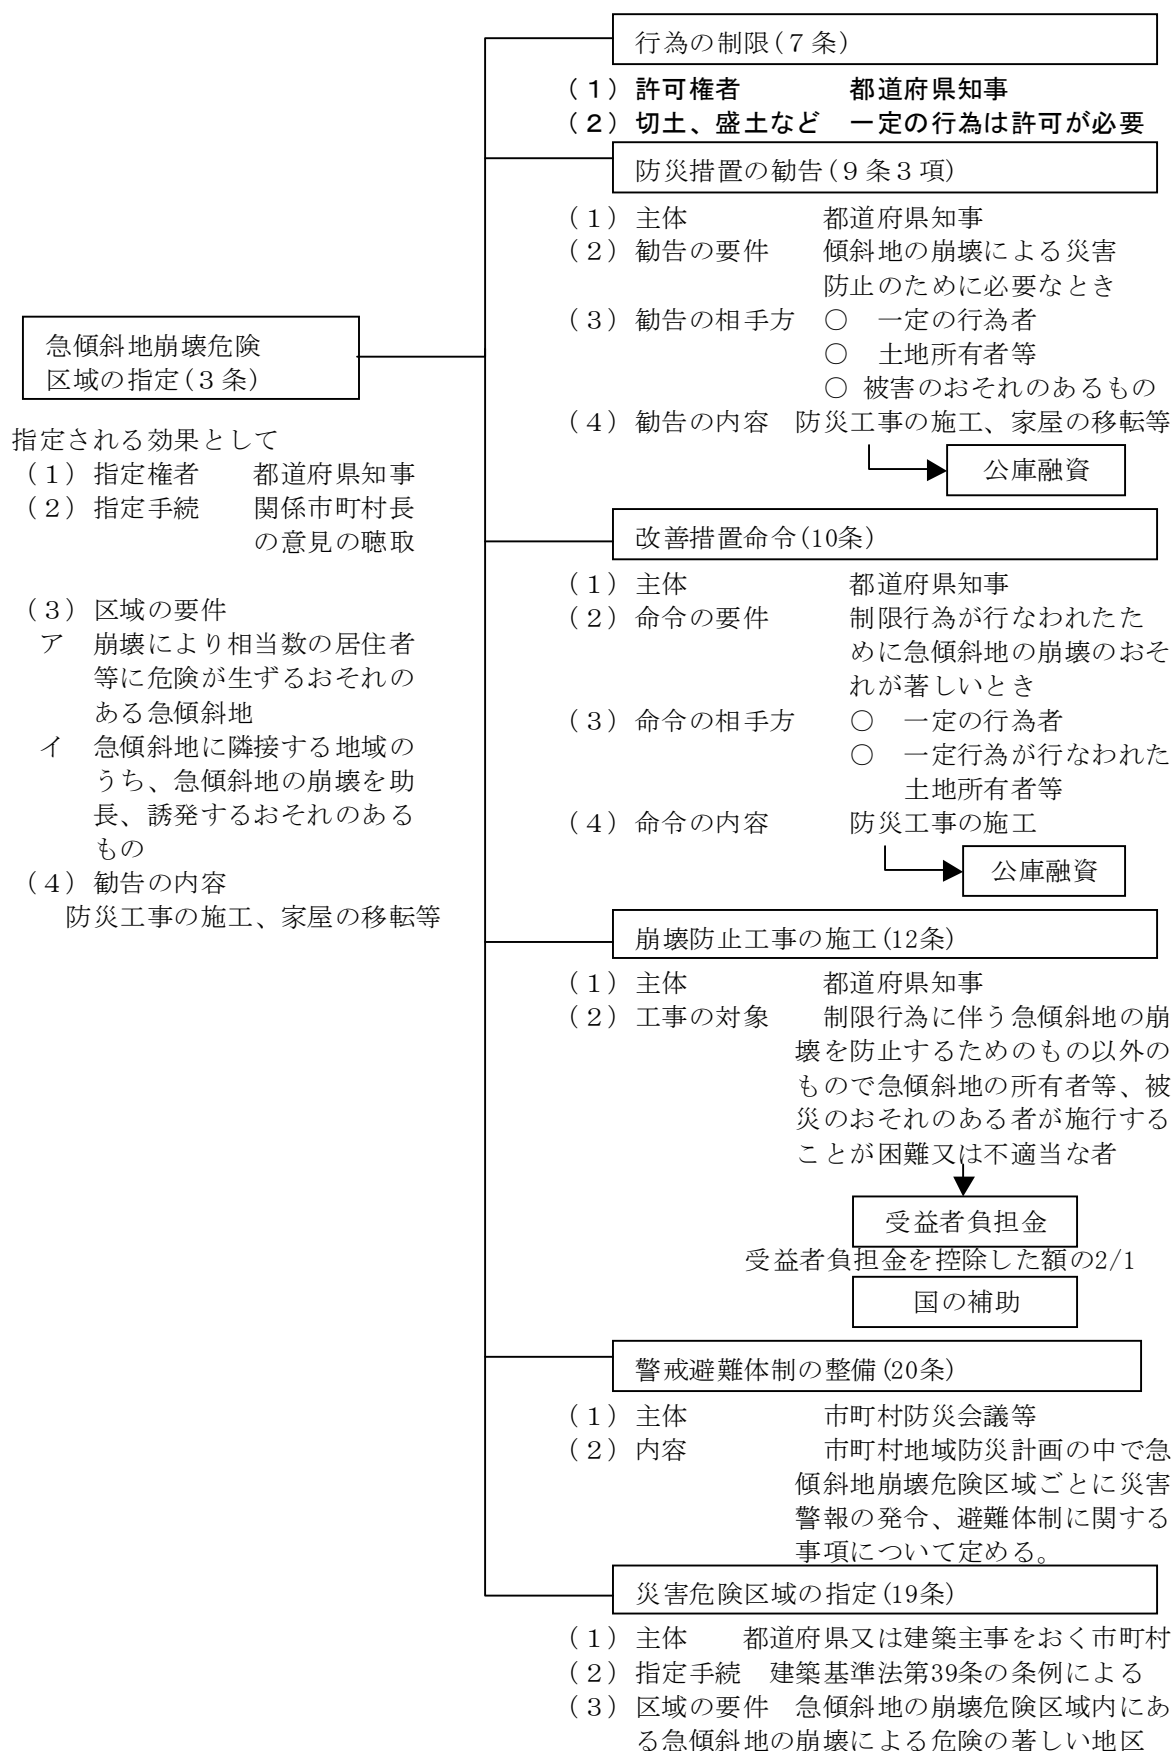 急傾斜地崩壊危険
区域の指定(3条)
指定される効果として
(1)指定権者　都道府県知事
(2)指定手続　関係市町村長
の意見の聴取
(3)区域の要件
ア　崩壊により相当数の居住者
等に危険が生ずるおそれの
ある急傾斜地
イ　急傾斜地に隣接する地域の
うち、急傾斜地の崩壊を助
長、誘発するおそれのある
もの
(4)勧告の内容
防災工事の施工、家屋の移転等
行為の制限(7条)
(1)許可権者　都道府県知事
(2)切土、盛土など　一定の行為は許可が必要
防災措置の勧告(9条3項)
(1)主体　都道府県知事
(2)勧告の要件　傾斜地の崩壊による災害
防止のために必要なとき
(3)勧告の相手方　○　一定の行為者
○　土地所有者等
○ 被害のおそれのあるもの
(4)勧告の内容　防災工事の施工、家屋の移転等
公庫融資
改善措置命令(10条)
(1)主体　都道府県知事
(2)命令の要件　制限行為が行なわれたた
めに急傾斜地の崩壊のおそ
れが著しいとき
(3)命令の相手方　○　一定の行為者
○　一定行為が行なわれた
土地所有者等
(4)命令の内容　防災工事の施工
公庫融資
崩壊防止工事の施工(12条)
(1)主体　都道府県知事
(2)工事の対象　制限行為に伴う急傾斜地の崩
壊を防止するためのもの以外の
もので急傾斜地の所有者等、被
災のおそれのある者が施行する
ことが困難又は不適当な者
受益者負担金
受益者負担金を控除した額の2/1
国の補助
警戒避難体制の整備(20条)
(1)主体　市町村防災会議等
(2)内容　市町村地域防災計画の中で急
傾斜地崩壊危険区域ごとに災害
警報の発令、避難体制に関する
事項について定める。
災害危険区域の指定(19条)
(1)主体　都道府県又は建築主事をおく市町村
(2)指定手続　建築基準法第39条の条例による
(3)区域の要件　急傾斜地の崩壊危険区域内にあ
る急傾斜地の崩壊による危険の著しい地区